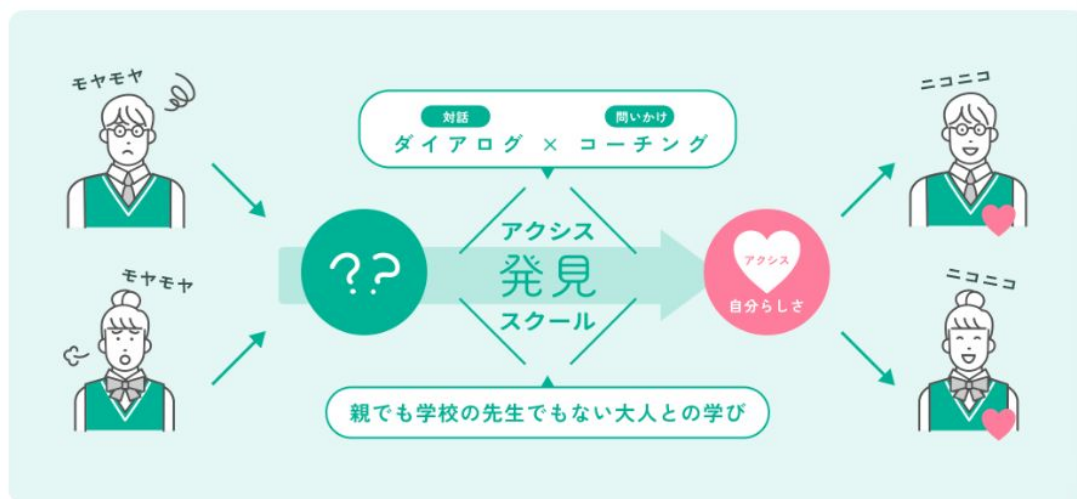 モヤモヤ
モヤモヤ
??
対話
問いかけ
ダイアログ × コーチング
アクシス
発見
スクール
親でも学校の先生でもない大人との学び
アクシス
自分らしさ
ニコニコ
ニコニコ